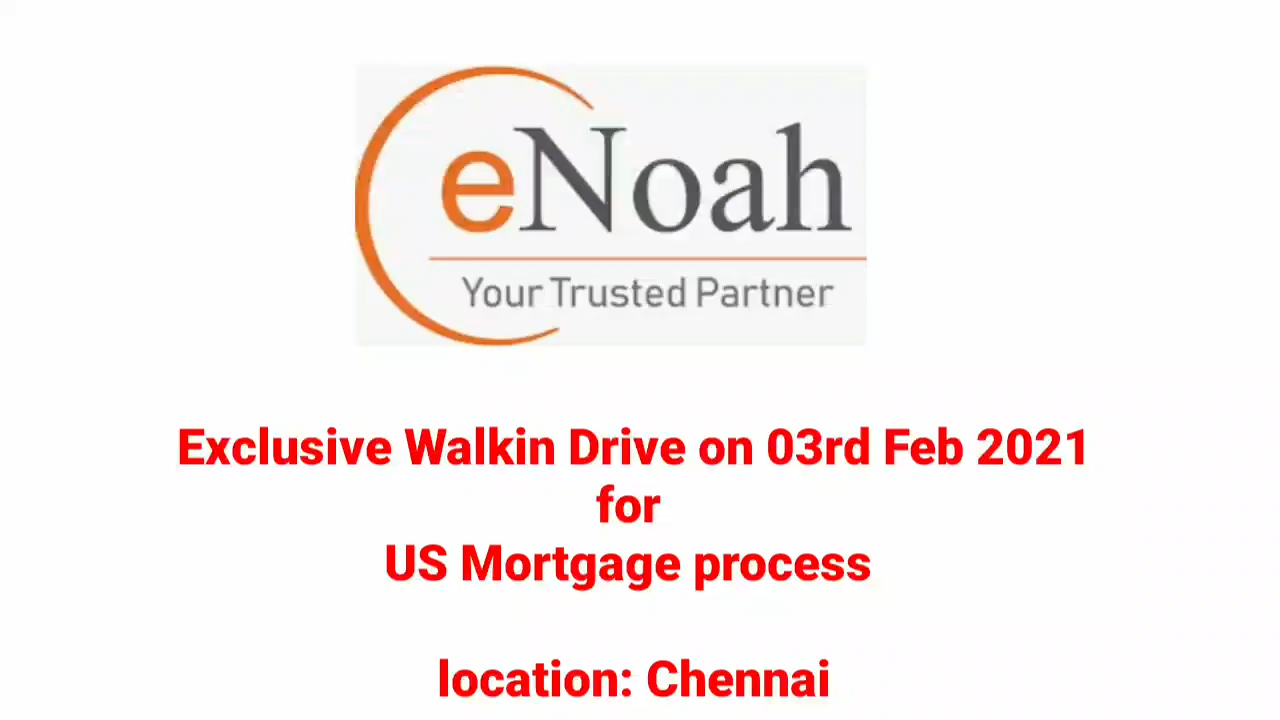 eNoah
Your Trusted Partner
Exclusive Walkin Drive on 03rd Feb 2021
for
US Mortgage process
location: Chennai